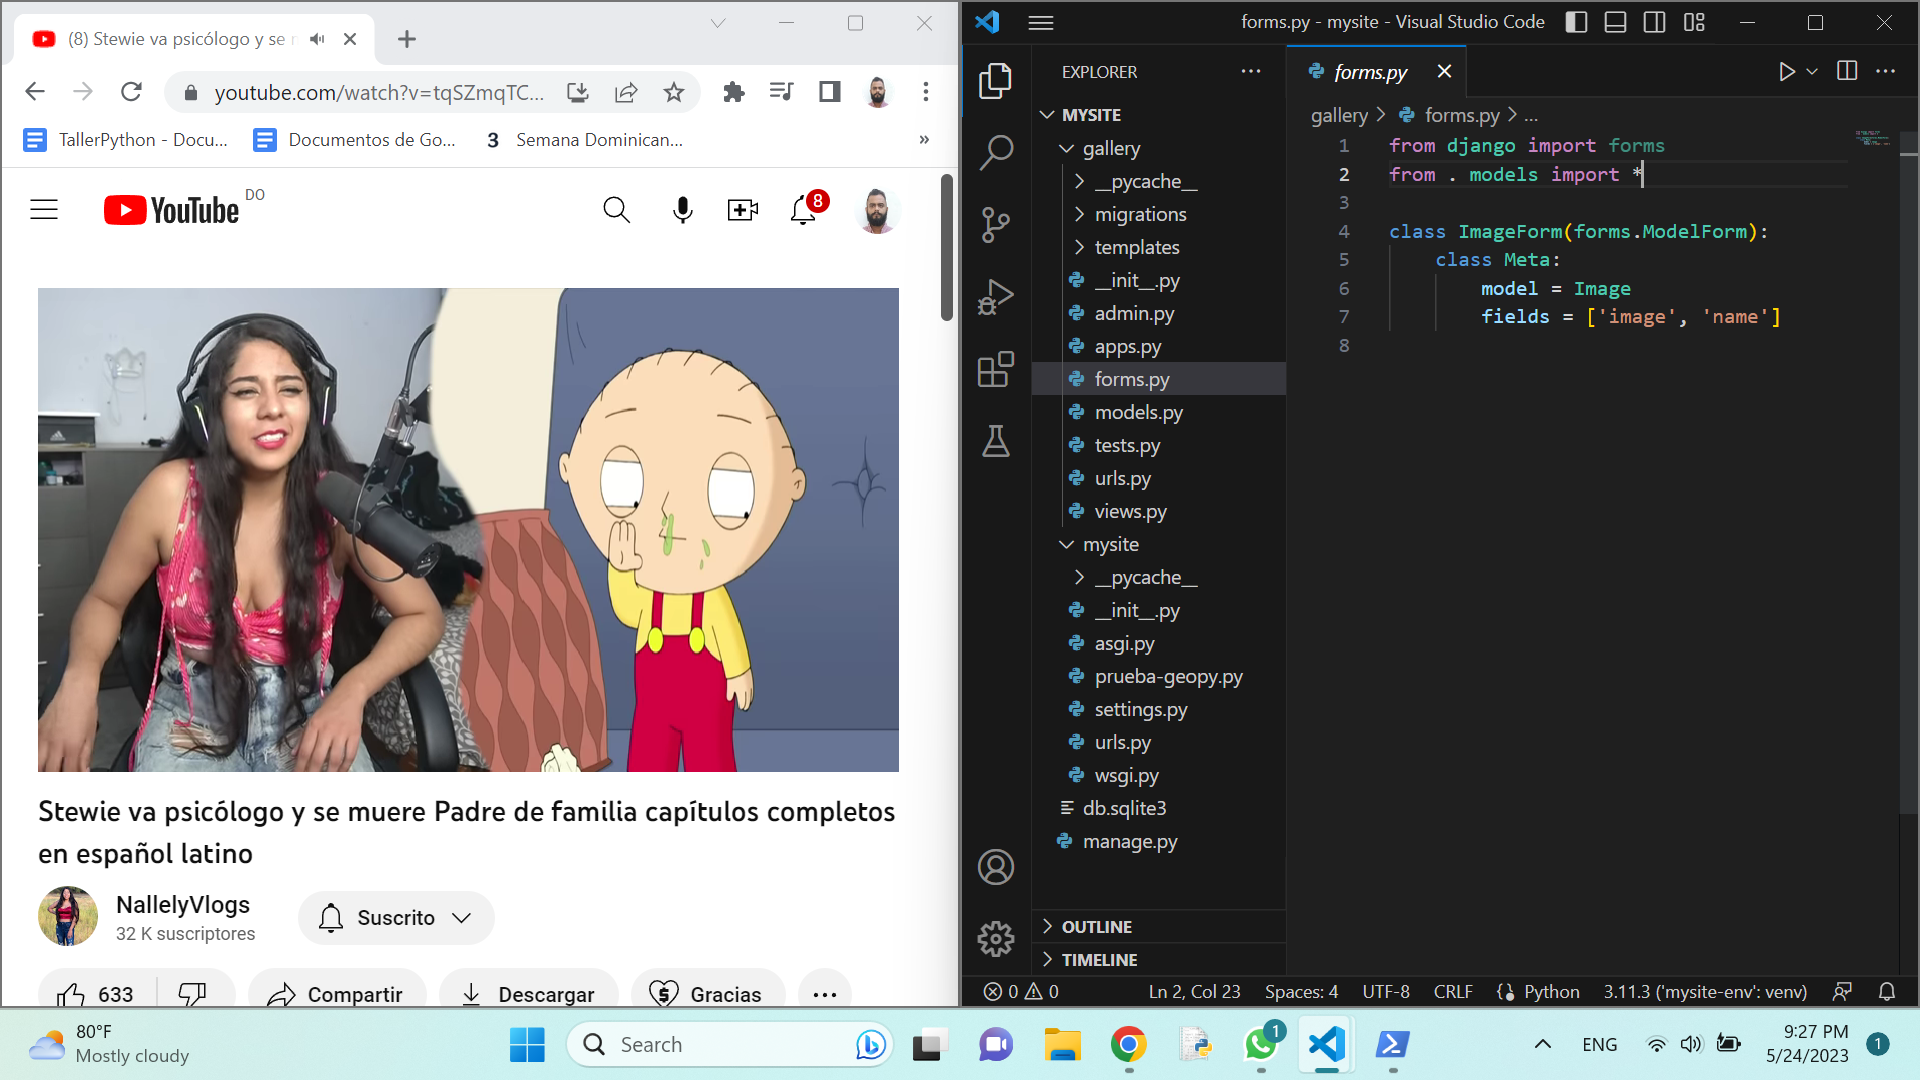 (8) Stewie va psicólogo y se
youtube.com/watch?v=tqSZmqTC...
TallerPython - Docu...
Documentos de Go...
3 Semana Dominican...
»
YouTube DO
8
Stewie va psicólogo y se muere Padre de familia capítulos completos
en español latino
NallelyVlogs
32 K suscriptores
Suscrito
633
Compartir
Descargar
Gracias
forms.py - mysite - Visual Studio Code
EXPLORER
MYSITE
gallery
__pycache__
migrations
templates
__init__.py
admin.py
apps.py
forms.py
models.py
tests.py
urls.py
views.py
mysite
__pycache__
__init__.py
asgi.py
prueba-geopy.py
settings.py
urls.py
wsgi.py
db.sqlite3
manage.py
OUTLINE
TIMELINE
forms.py
gallery > forms.py > ...
1 from django import forms
2 from . models import *
3
4 class ImageForm(forms.ModelForm):
5 class Meta:
6 model = Image
7 fields = ['image', 'name']
8
0 0
Ln 2, Col 23
Spaces: 4
UTF-8
CRLF
Python
3.11.3 ('mysite-env': venv)
80°F
Mostly cloudy
Search
1
ENG
9:27 PM
5/24/2023
1